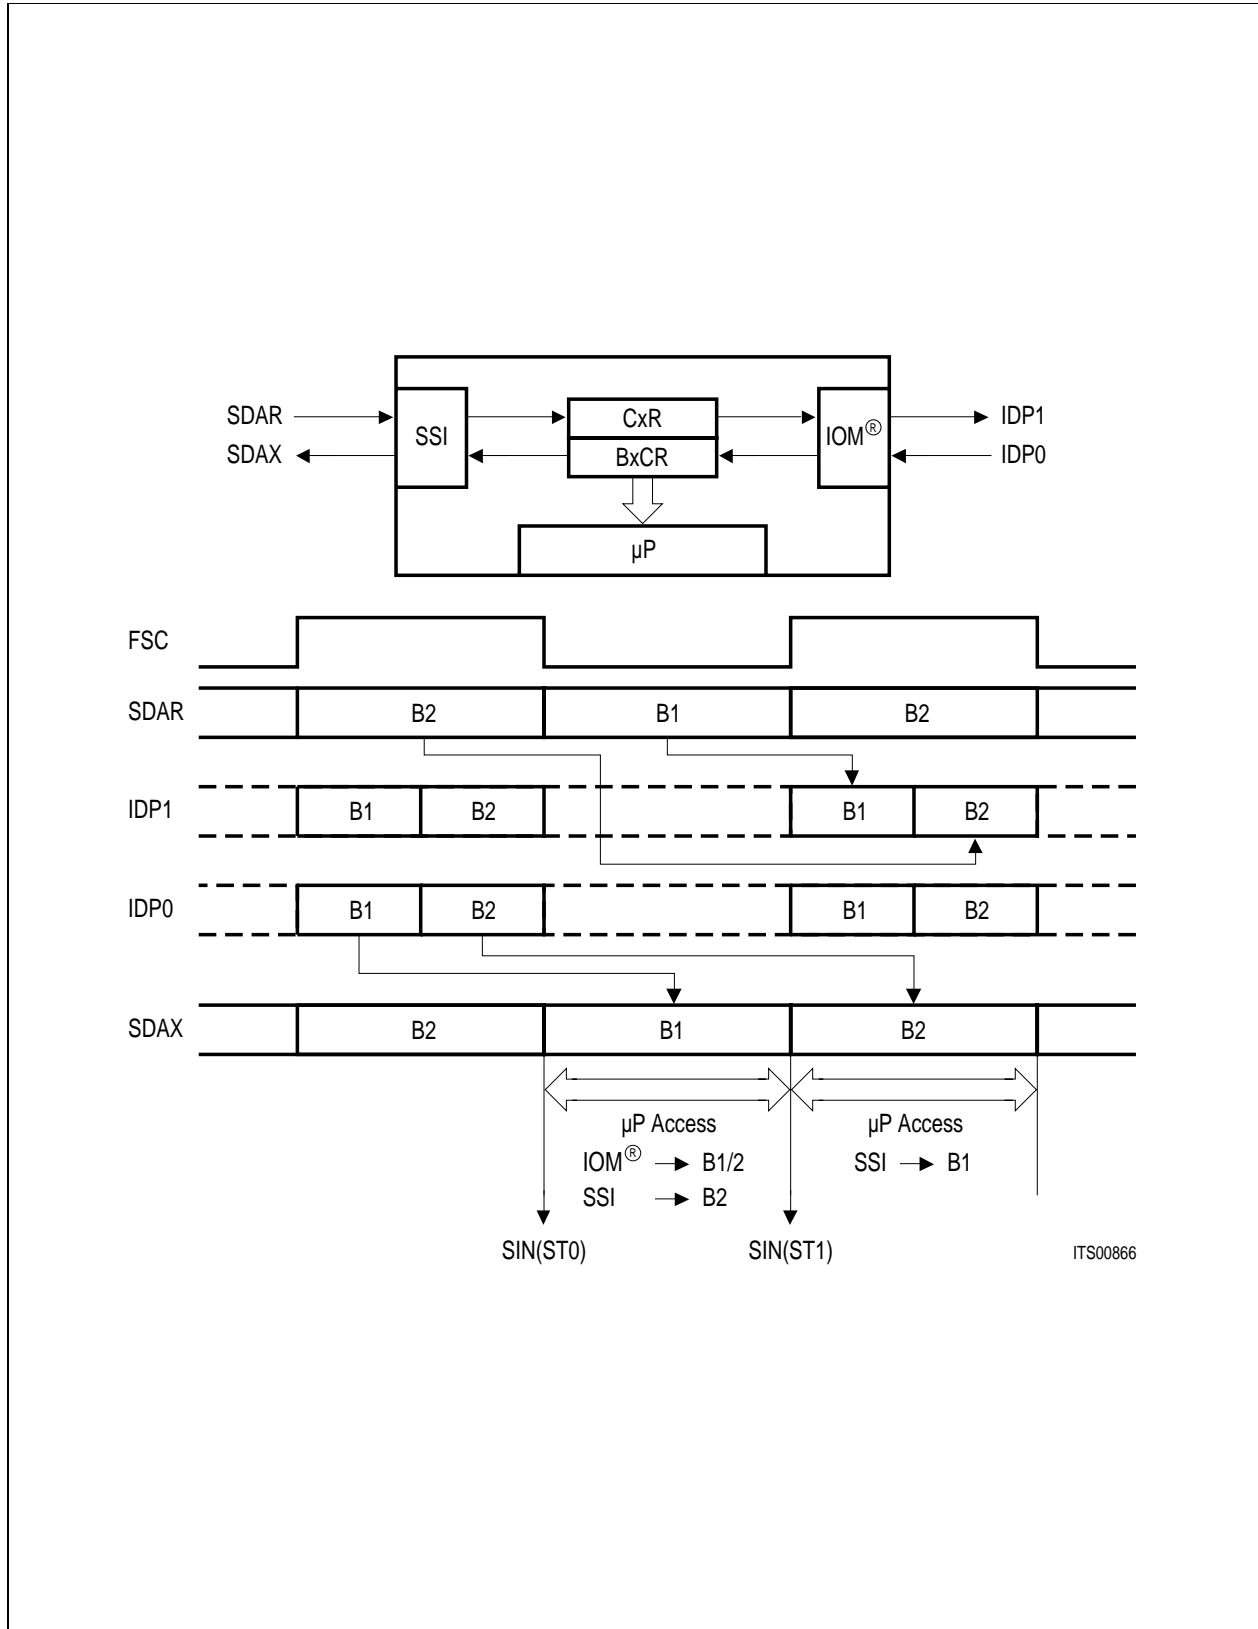 SDAR SSI CxR IOM® IDP1
SDAX BxCR IDP0
µP
FSC
SDAR B2 B1 B2
IDP1 B1 B2 B1 B2
IDP0 B1 B2 B1 B2
SDAX B2 B1 B2
µP Access µP Access
IOM® B1/2 SSI B1
SSI B2
SIN(ST0) SIN(ST1) ITS00866